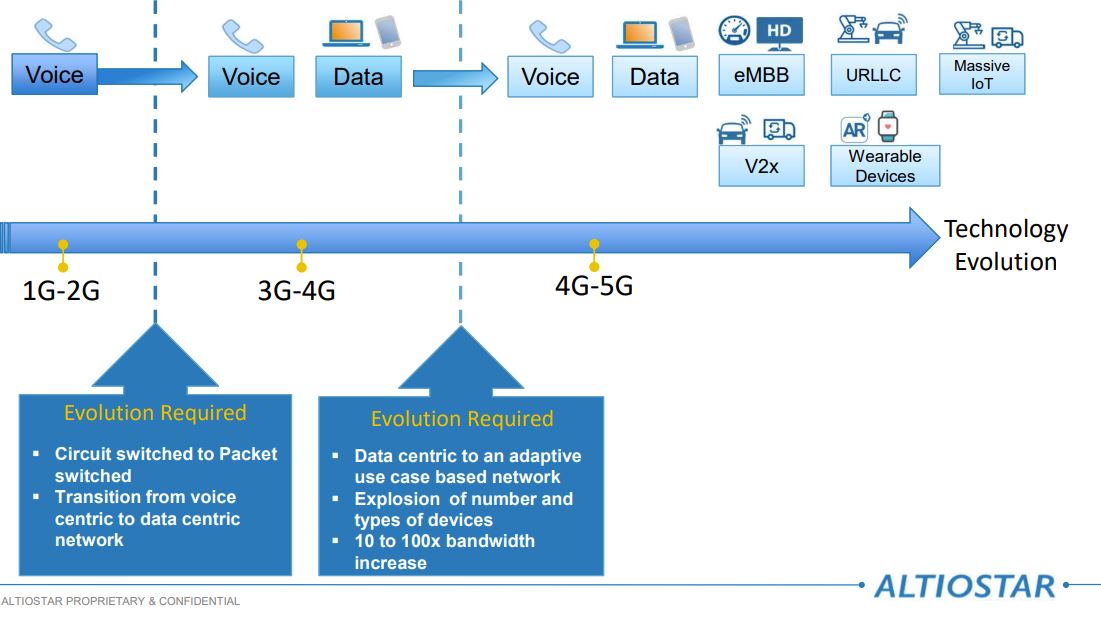 Voice
Voice
Data
Voice
Data
HD
eMBB
URLLC
Massive
IoT
V2x
AR
Wearable
Devices
Technology
Evolution
1G-2G
3G-4G
4G-5G
Evolution Required
▪ Circuit switched to Packet
switched
▪ Transition from voice
centric to data centric
network
Evolution Required
▪ Data centric to an adaptive
use case based network
▪ Explosion of number and
types of devices
▪ 10 to 100x bandwidth
increase
ALTIOSTAR
ALTIOSTAR PROPRIETARY & CONFIDENTIAL